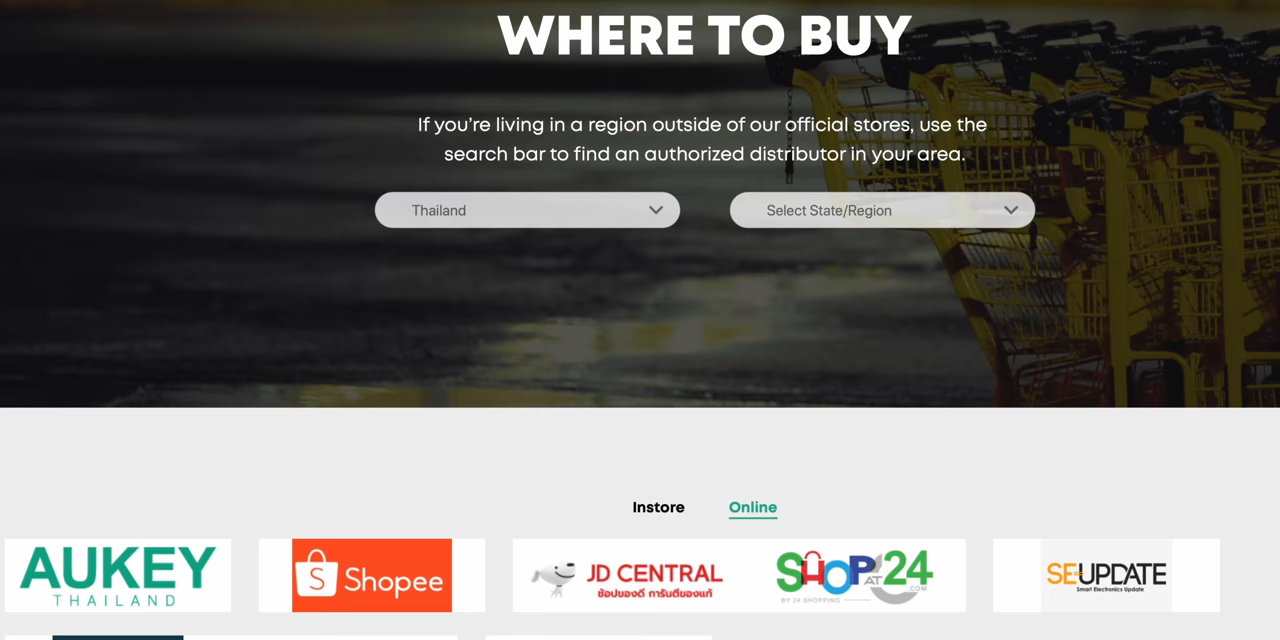 WHERE TO BUY
If you're living in a region outside of our official stores, use the
search bar to find an authorized distributor in your area.
Thailand
Select State/Region
Instore
Online
AUKEY
THAILAND
S Shopee
JD CENTRAL
ช้อปของดี การันตีของแท้
SHOP AT 24 .COM
BY 24 SHOPPING
SE-UPDATE
Smart Electronics Update